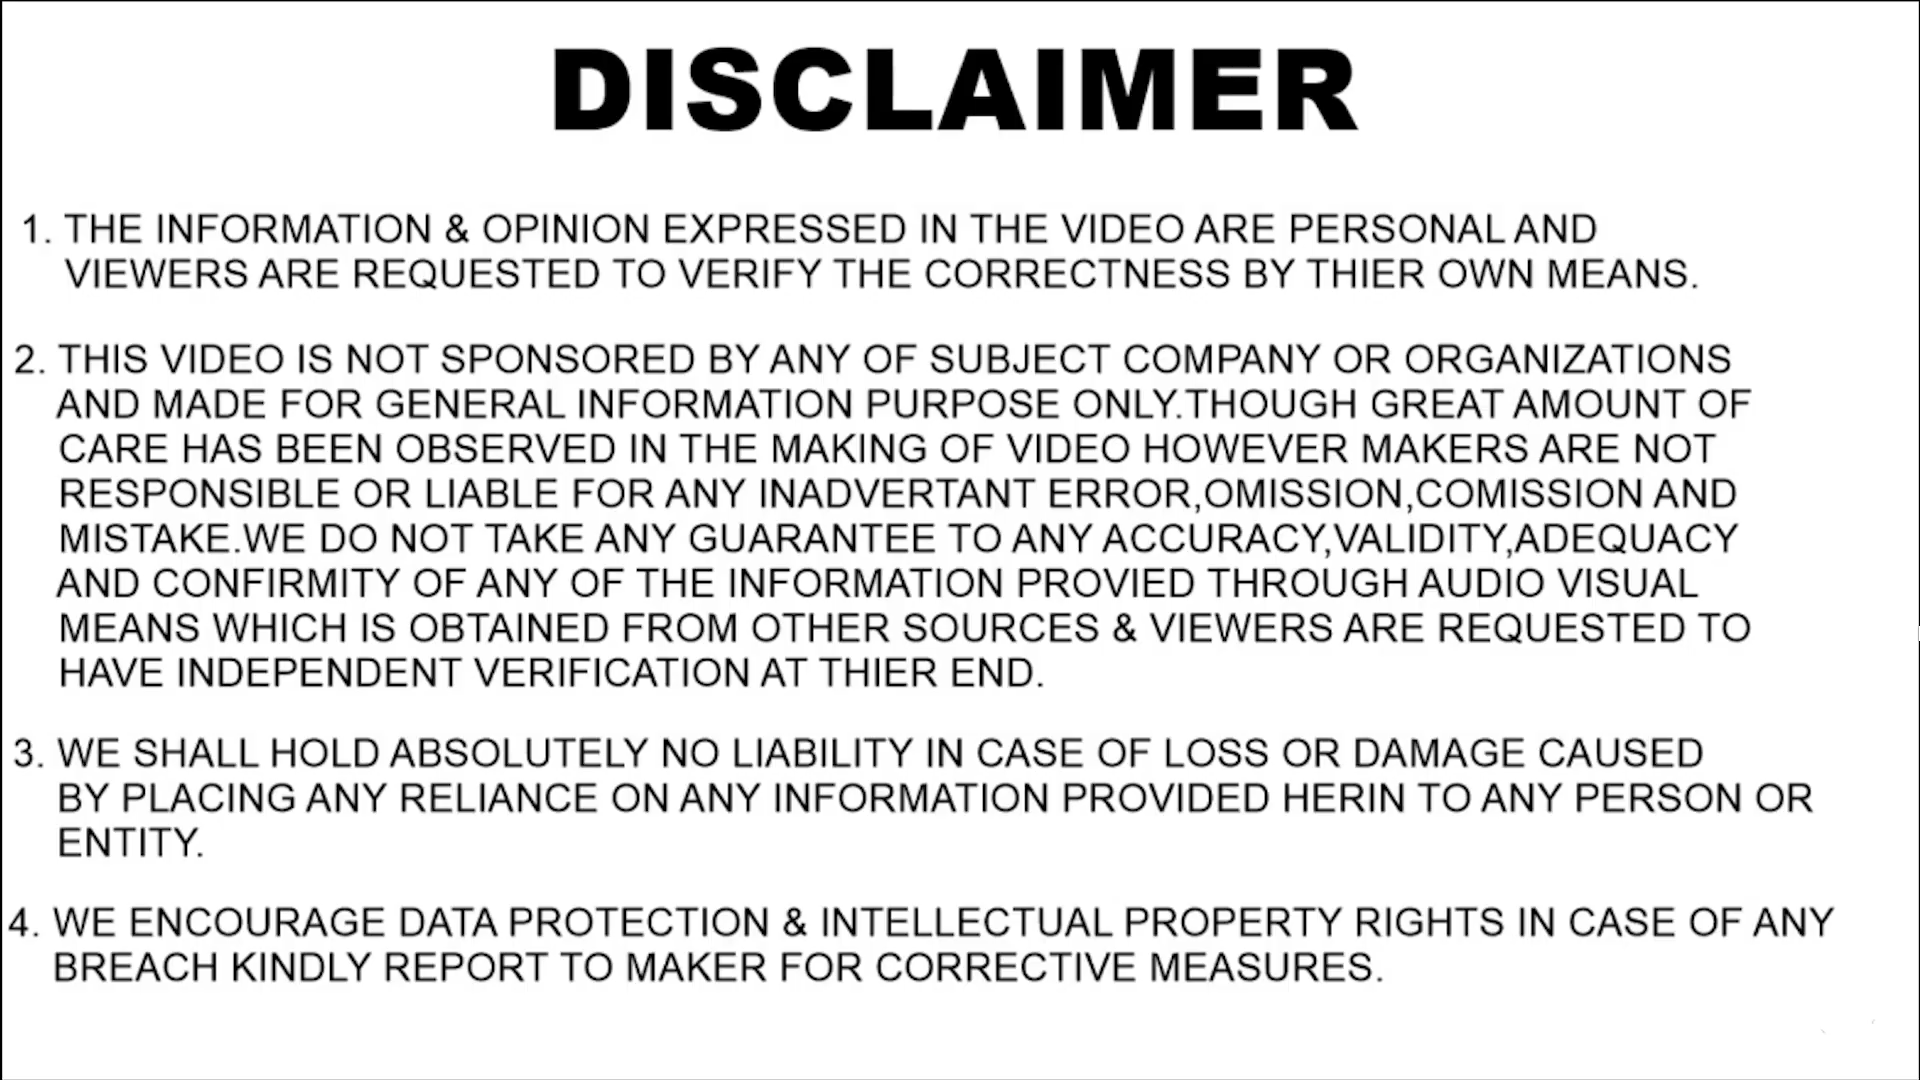 DISCLAIMER
1. THE INFORMATION & OPINION EXPRESSED IN THE VIDEO ARE PERSONAL AND
VIEWERS ARE REQUESTED TO VERIFY THE CORRECTNESS BY THIER OWN MEANS.
2. THIS VIDEO IS NOT SPONSORED BY ANY OF SUBJECT COMPANY OR ORGANIZATIONS
AND MADE FOR GENERAL INFORMATION PURPOSE ONLY.THOUGH GREAT AMOUNT OF
CARE HAS BEEN OBSERVED IN THE MAKING OF VIDEO HOWEVER MAKERS ARE NOT
RESPONSIBLE OR LIABLE FOR ANY INADVERTANT ERROR,OMISSION,COMISSION AND
MISTAKE.WE DO NOT TAKE ANY GUARANTEE TO ANY ACCURACY,VALIDITY,ADEQUACY
AND CONFIRMITY OF ANY OF THE INFORMATION PROVIED THROUGH AUDIO VISUAL
MEANS WHICH IS OBTAINED FROM OTHER SOURCES & VIEWERS ARE REQUESTED TO
HAVE INDEPENDENT VERIFICATION AT THIER END.
3. WE SHALL HOLD ABSOLUTELY NO LIABILITY IN CASE OF LOSS OR DAMAGE CAUSED
BY PLACING ANY RELIANCE ON ANY INFORMATION PROVIDED HERIN TO ANY PERSON OR
ENTITY.
4. WE ENCOURAGE DATA PROTECTION & INTELLECTUAL PROPERTY RIGHTS IN CASE OF ANY
BREACH KINDLY REPORT TO MAKER FOR CORRECTIVE MEASURES.